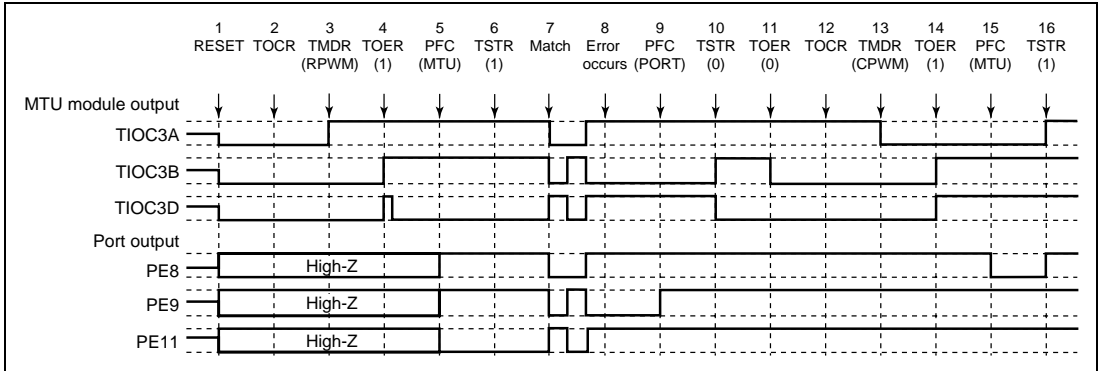 1 2 3 4 5 6 7 8 9 10 11 12 13 14 15 16
RESET TOCR TMDR TOER PFC TSTR Match Error PFC TSTR TOER TOCR TMDR TOER PFC TSTR
(RPWM) (1) (MTU) (1) occurs (PORT) (0) (0) (CPWM) (1) (MTU) (1)
MTU module output
TIOC3A
TIOC3B
TIOC3D
Port output
PE8 High-Z
PE9 High-Z
PE11 High-Z